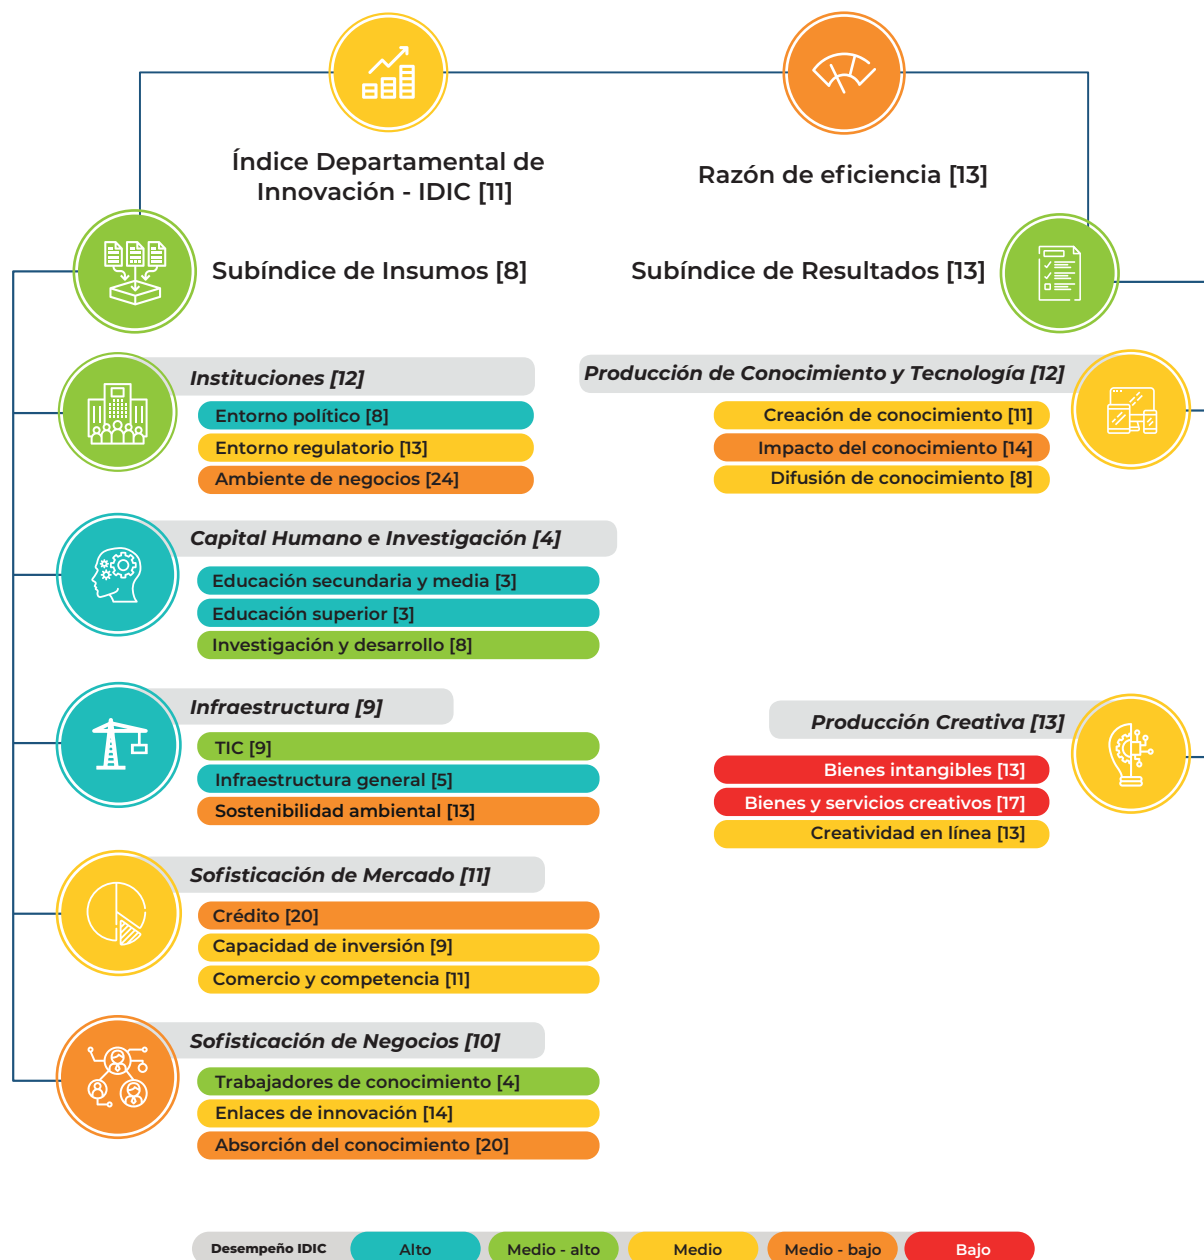 Índice Departamental de
Innovación - IDIC [11]
Razón de eficiencia [13]
Subíndice de Insumos [8]
Subíndice de Resultados [13]
Instituciones [12]
Entorno político [8]
Entorno regulatorio [13]
Ambiente de negocios [24]
Capital Humano e Investigación [4]
Educación secundaria y media [3]
Educación superior [3]
Investigación y desarrollo [8]
Infraestructura [9]
TIC [9]
Infraestructura general [5]
Sostenibilidad ambiental [13]
Sofisticación de Mercado [11]
Crédito [20]
Capacidad de inversión [9]
Comercio y competencia [11]
Sofisticación de Negocios [10]
Trabajadores de conocimiento [4]
Enlaces de innovación [14]
Absorción del conocimiento [20]
Producción de Conocimiento y Tecnología [12]
Creación de conocimiento [11]
Impacto del conocimiento [14]
Difusión de conocimiento [8]
Producción Creativa [13]
Bienes intangibles [13]
Bienes y servicios creativos [17]
Creatividad en línea [13]
Desempeño IDIC
Alto
Medio - alto
Medio
Medio - bajo
Bajo